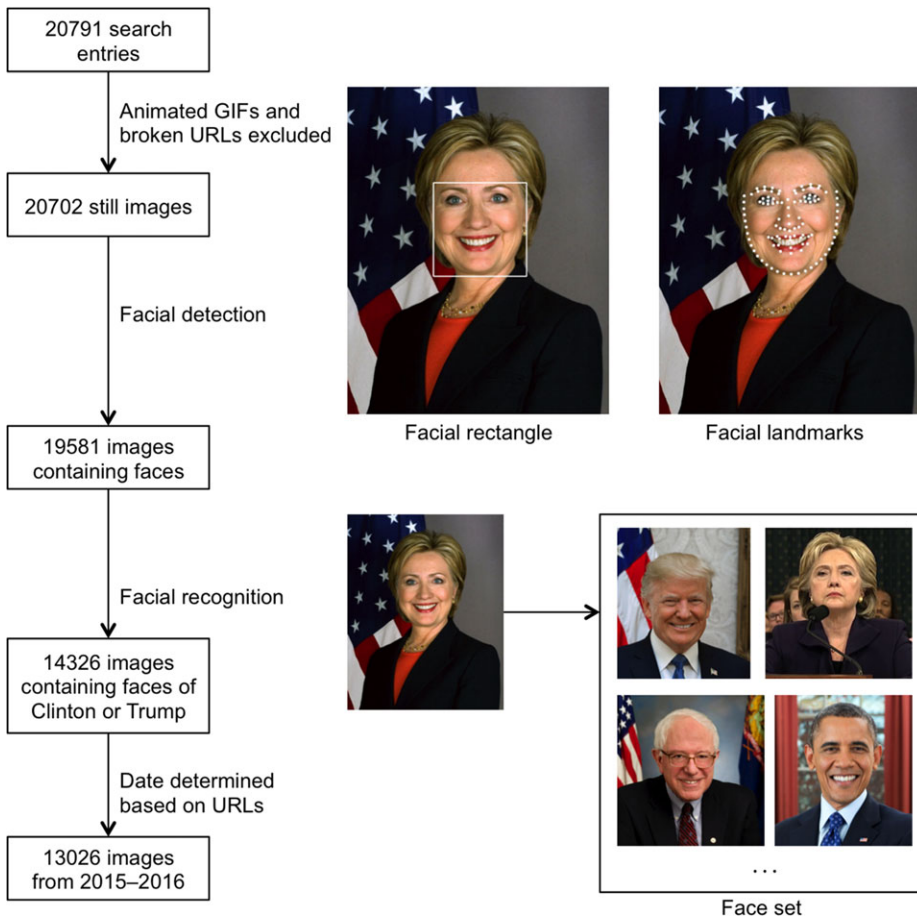 20791 search
entries
Animated GIFs and
broken URLs excluded
20702 still images
Facial detection
19581 images
containing faces
Facial recognition
14326 images
containing faces of
Clinton or Trump
Date determined
based on URLs
13026 images
from 2015–2016
Facial rectangle
Facial landmarks
. . .
Face set